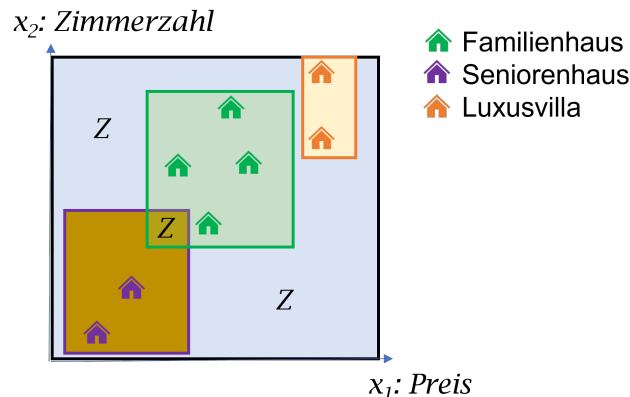 x2: Zimmerzahl
Familienhaus
Seniorenhaus
Luxusvilla
Z
Z
Z
x1: Preis